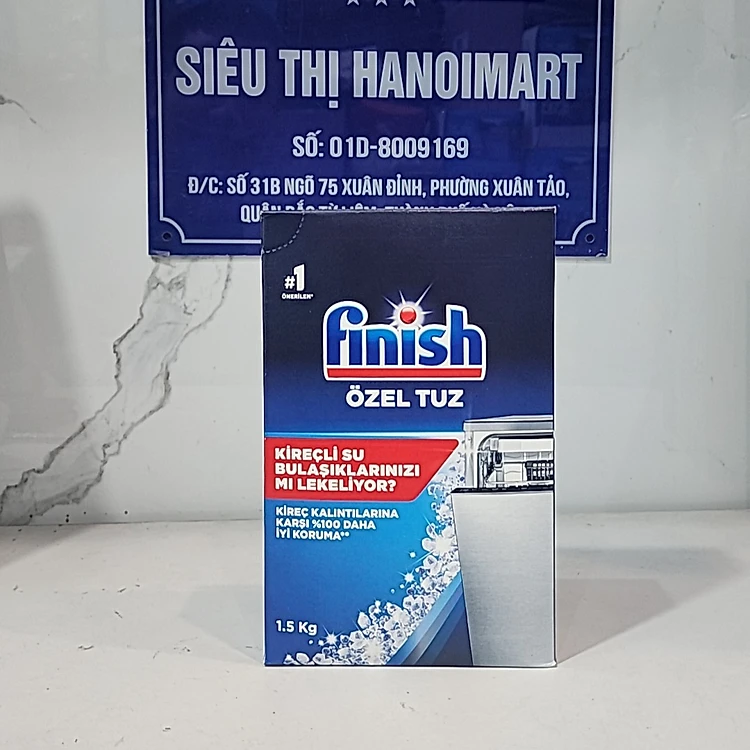 SIÊU THỊ HANOIMART
SỐ: 01D-8009169
Đ/C: SỐ 31B NGÕ 75 XUÂN ĐỈNH, PHƯỜNG XUÂN TẢO,
#1
ÖNERİLEN*
finish
ÖZEL TUZ
KİREÇLİ SU
BULAŞIKLARINIZI
MI LEKELİYOR?
KİREÇ KALINTILARINA
KARŞI %100 DAHA
İYİ KORUMA**
1.5 Kg